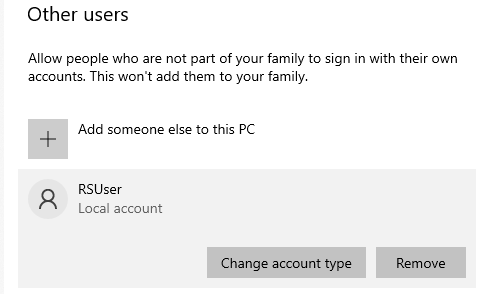 Other users
Allow people who are not part of your family to sign in with their own
accounts. This won't add them to your family.
Add someone else to this PC
RSUser
Local account
Change account type
Remove